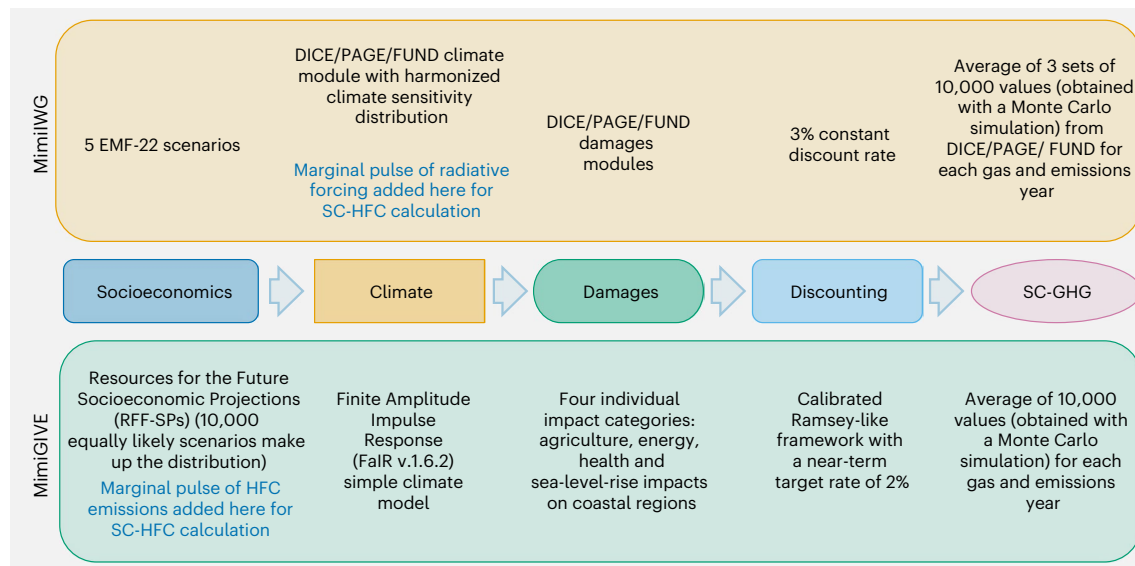 MimiIWG
5 EMF-22 scenarios
DICE/PAGE/FUND climate
module with harmonized
climate sensitivity
distribution
Marginal pulse of radiative
forcing added here for
SC-HFC calculation
DICE/PAGE/FUND
damages
modules
3% constant
discount rate
Average of 3 sets of
10,000 values (obtained
with a Monte Carlo
simulation) from
DICE/PAGE/ FUND for
each gas and emissions
year
Socioeconomics
Climate
Damages
Discounting
SC-GHG
MimiGIVE
Resources for the Future
Socioeconomic Projections
(RFF-SPs) (10,000
equally likely scenarios make
up the distribution)
Marginal pulse of HFC
emissions added here for
SC-HFC calculation
Finite Amplitude
Impulse
Response
(FaIR v.1.6.2)
simple climate
model
Four individual
impact categories:
agriculture, energy,
health and
sea-level-rise impacts
on coastal regions
Calibrated
Ramsey-like
framework with
a near-term
target rate of 2%
Average of 10,000
values (obtained with
a Monte Carlo
simulation) for each
gas and emissions
year